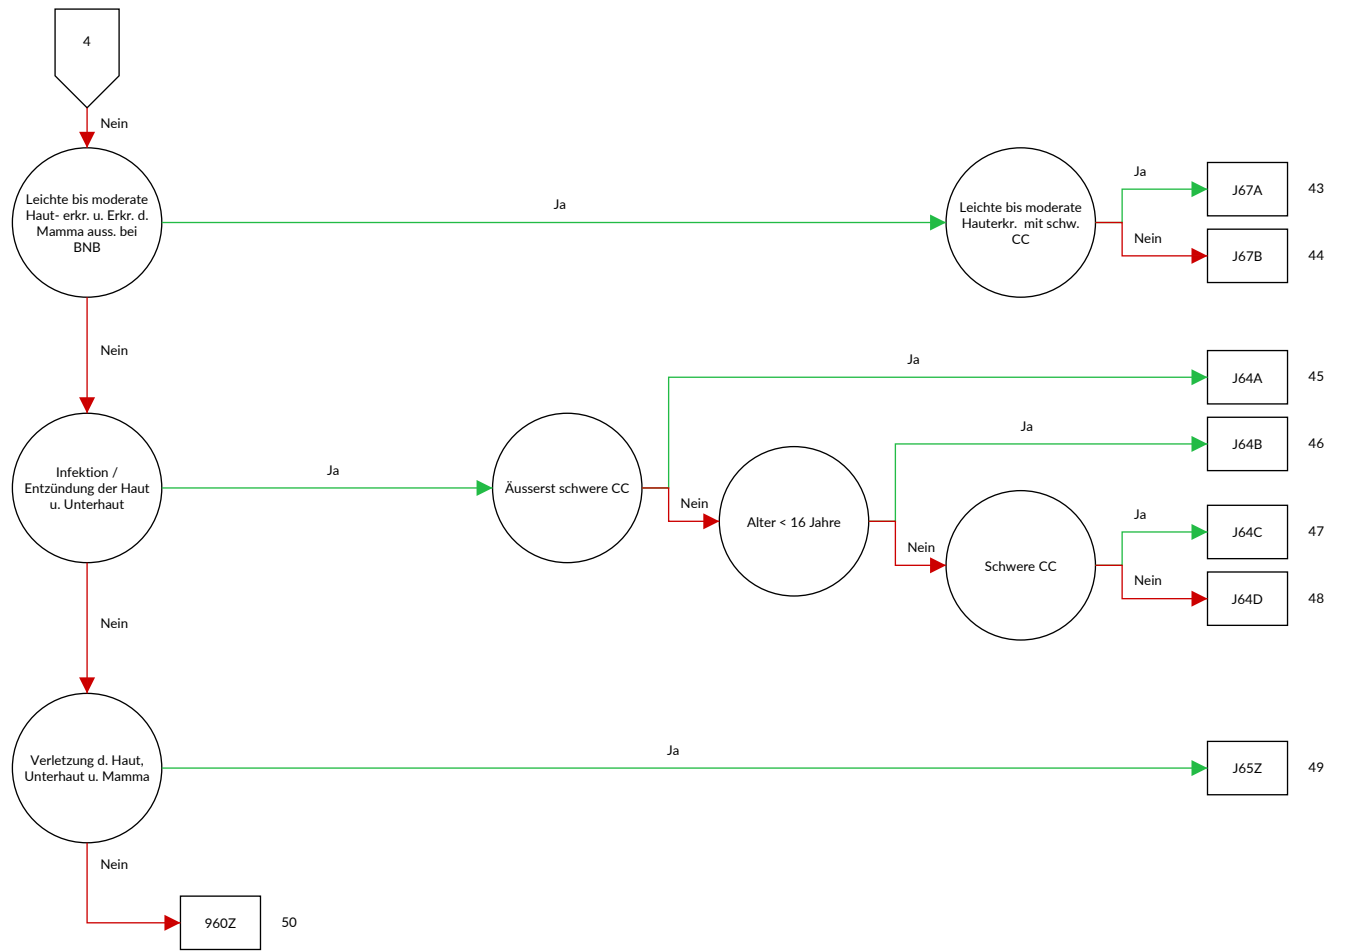 4
Nein
Leichte bis moderate
Haut- erkr. u. Erkr. d.
Mamma auss. bei
BNB
Ja
Leichte bis moderate
Hauterkr.  mit schw.
CC
Ja
J67A
43
Nein
J67B
44
Nein
Infektion /
Entzündung der Haut
u. Unterhaut
Ja
Äusserst schwere CC
Ja
J64A
45
Nein
Alter < 16 Jahre
Ja
J64B
46
Nein
Schwere CC
Ja
J64C
47
Nein
J64D
48
Nein
Verletzung d. Haut,
Unterhaut u. Mamma
Ja
J65Z
49
Nein
960Z
50